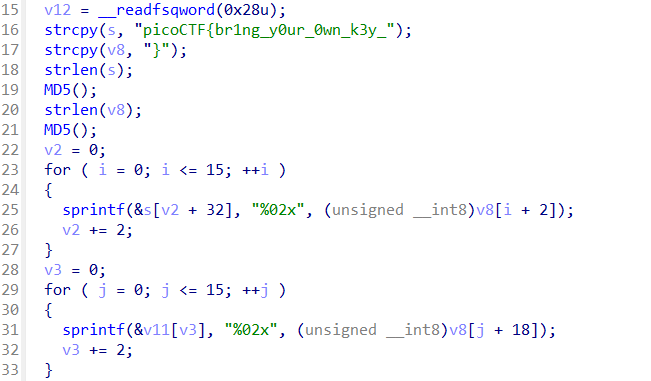 15 v12 = __readfsqword(0x28u);
16 strcpy(s, "picoCTF{br1ng_y0ur_0wn_k3y_");
17 strcpy(v8, "}");
18 strlen(s);
19 MD5();
20 strlen(v8);
21 MD5();
22 v2 = 0;
23 for ( i = 0; i <= 15; ++i )
24 {
25 sprintf(&s[v2 + 32], "%02x", (unsigned __int8)v8[i + 2]);
26 v2 += 2;
27 }
28 v3 = 0;
29 for ( j = 0; j <= 15; ++j )
30 {
31 sprintf(&v11[v3], "%02x", (unsigned __int8)v8[j + 18]);
32 v3 += 2;
33 }